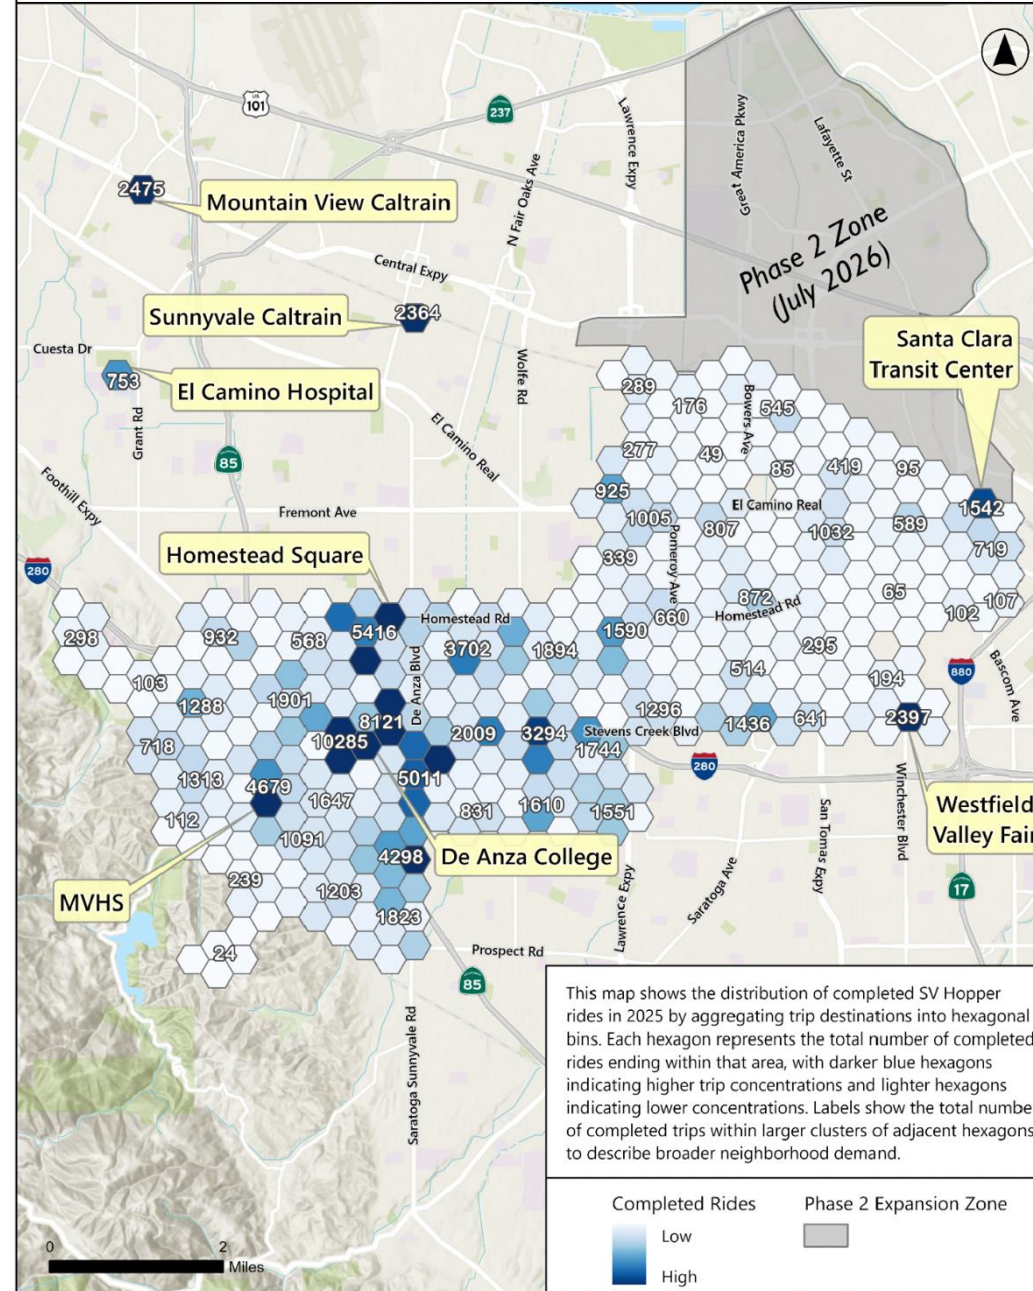 US
101
237
Lawrence Expy
Great America Pkwy
Lafayette St
N Fair Oaks Ave
2475
Mountain View Caltrain
Phase 2 Zone
(July 2026)
Central Expy
Sunnyvale Caltrain
2364
Santa Clara
Transit Center
Cuesta Dr
Wolfe Rd
753
El Camino Hospital
289
176
Bowers Ave
545
Grant Rd
El Camino Real
277
49
85
419
95
85
Foothill Expy
925
1542
Fremont Ave
1005
807
El Camino Real
1032
589
719
Homestead Square
339
Pomeroy Ave
INTERSTATE
280
872
65
107
102
298
932
568
5416
Homestead Rd
3702
1894
1590
660
Homestead Rd
295
103
De Anza Blvd
514
194
Bascom Ave
880
1288
1901
1296
718
10285
8121
2009
3294
Stevens Creek Blvd
1436
641
2397
1744
1313
4679
5011
280
112
1647
831
1610
1551
Winchester Blvd
San Tomas Expy
Westfield
Valley Fair
1091
4298
De Anza College
MVHS
239
1203
1823
Lawrence Expy
Saratoga Ave
17
24
Prospect Rd
85
Saratoga Sunnyvale Rd
This map shows the distribution of completed SV Hopper
rides in 2025 by aggregating trip destinations into hexagonal
bins. Each hexagon represents the total number of completed
rides ending within that area, with darker blue hexagons
indicating higher trip concentrations and lighter hexagons
indicating lower concentrations. Labels show the total numbe
of completed trips within larger clusters of adjacent hexagons
to describe broader neighborhood demand.
Completed Rides
Phase 2 Expansion Zone
Low
High
0
2
Miles